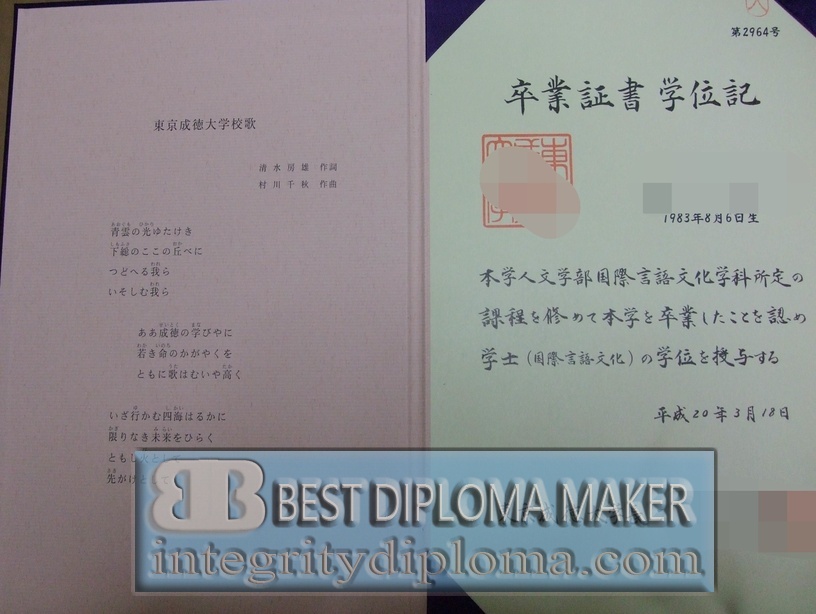 東京成徳大学校歌
清水房雄 作詞
村川千秋 作曲
青雲の光ゆたけき
下総のここの丘べに
つどへる我ら
いそしむ我ら
ああ成徳の学びやに
若き命のかがやくを
ともに歌はむいや高く
いざ行かむ四海はるかに
限りなき未来をひらく
ともし火と
先がけ
第2964号
卒業証書 学位記
1983年8月6日生
本学人文学部国際言語文化学科所定の
課程を修めて本学を卒業したことを認め
学士(国際言語文化)の学位を授与する
平成20年3月18日
BEST DIPLOMA MAKER
integritydiploma.com